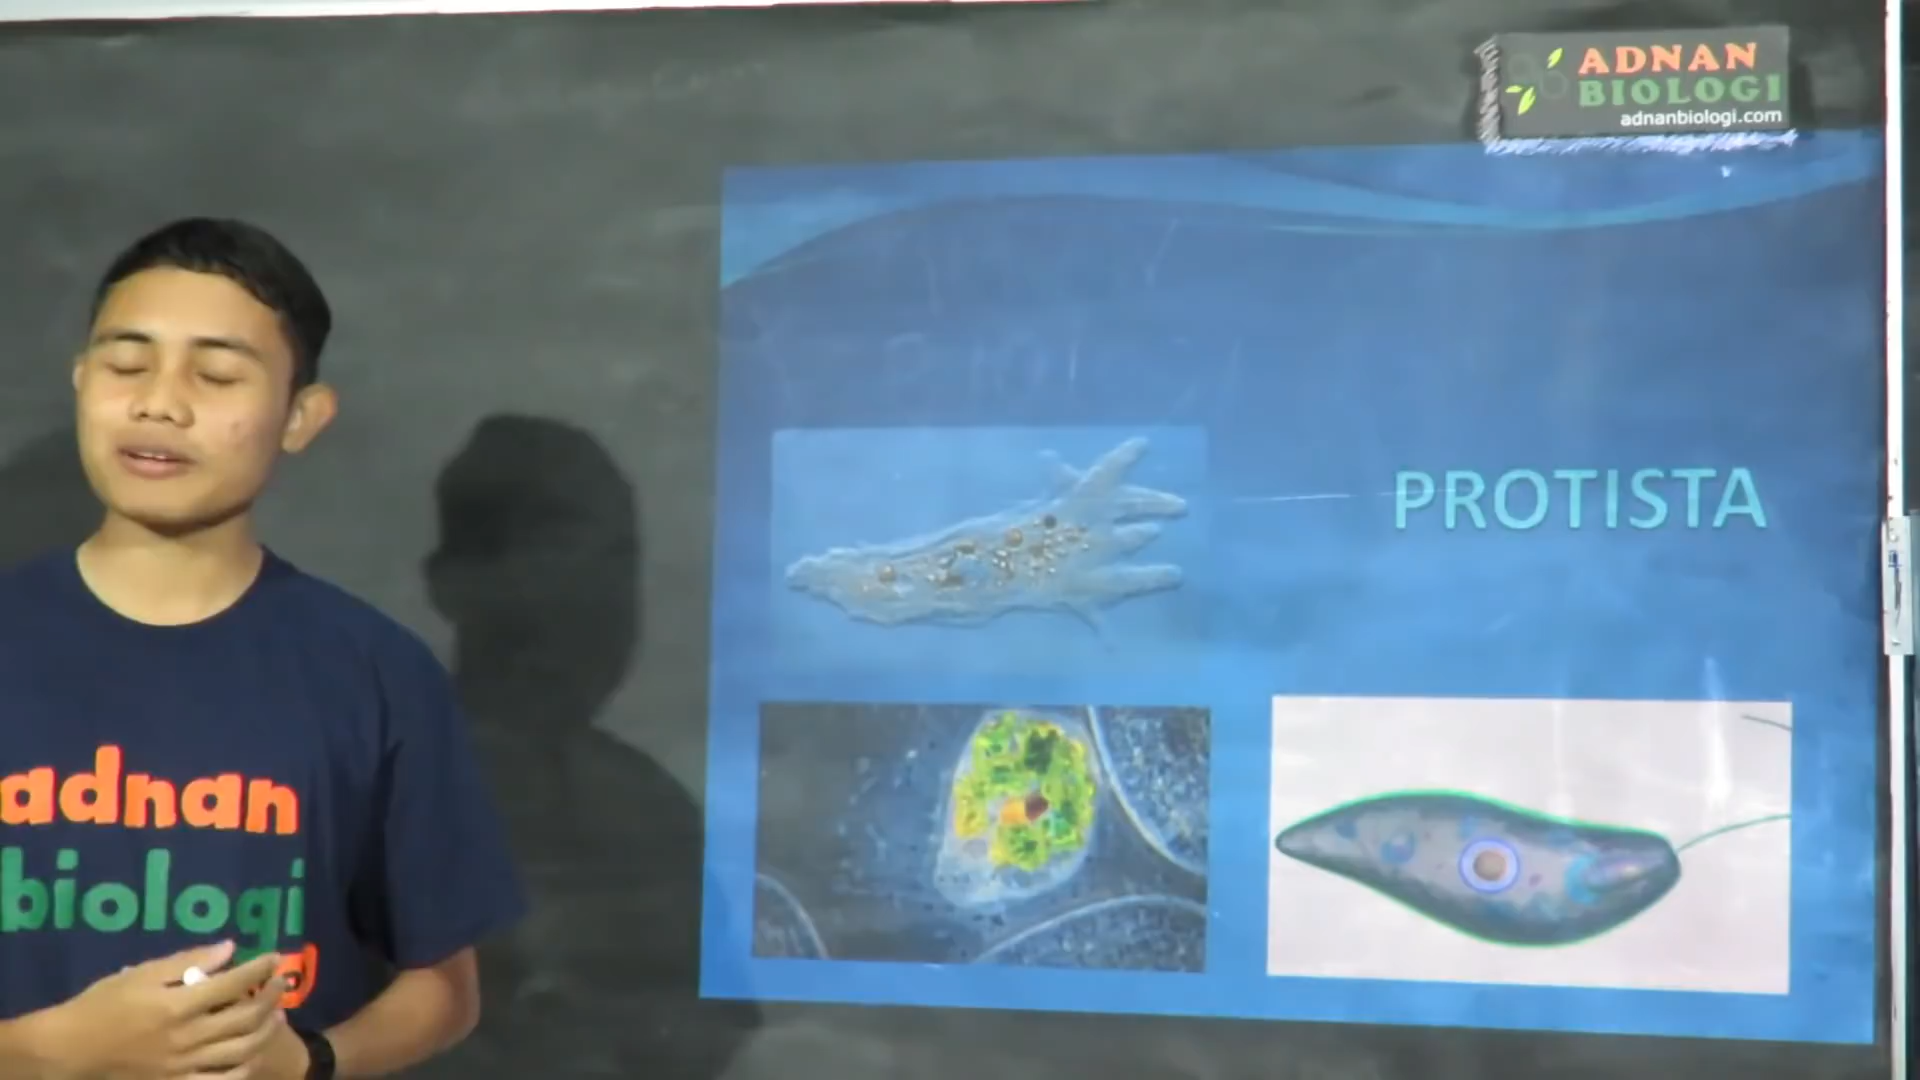 ADNAN
BIOLOGI
adnanbiologi.com
PROTISTA
adnan
biologi